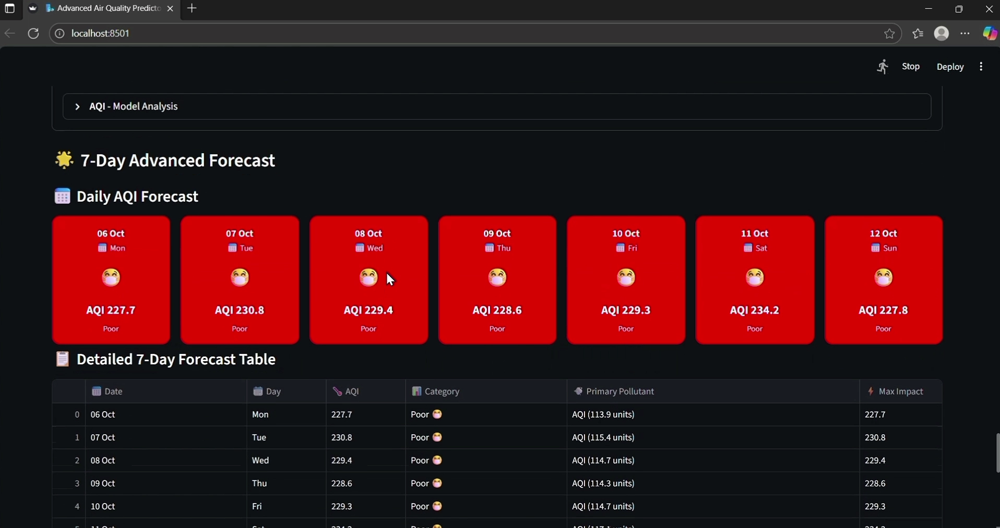 Advanced Air Quality Predicto
localhost:8501
Stop Deploy
AQI - Model Analysis
7-Day Advanced Forecast
Daily AQI Forecast
06 Oct 07 Oct 08 Oct 09 Oct 10 Oct 11 Oct 12 Oct
Mon Tue Wed Thu Fri Sat Sun
AQI 227.7 AQI 230.8 AQI 229.4 AQI 228.6 AQI 229.3 AQI 234.2 AQI 227.8
Poor Poor Poor Poor Poor Poor Poor
Detailed 7-Day Forecast Table
Date Day AQI Category Primary Pollutant Max Impact
0 06 Oct Mon 227.7 Poor AQI (113.9 units) 227.7
1 07 Oct Tue 230.8 Poor AQI (115.4 units) 230.8
2 08 Oct Wed 229.4 Poor AQI (114.7 units) 229.4
3 09 Oct Thu 228.6 Poor AQI (114.3 units) 228.6
4 10 Oct Fri 229.3 Poor AQI (114.7 units) 229.3